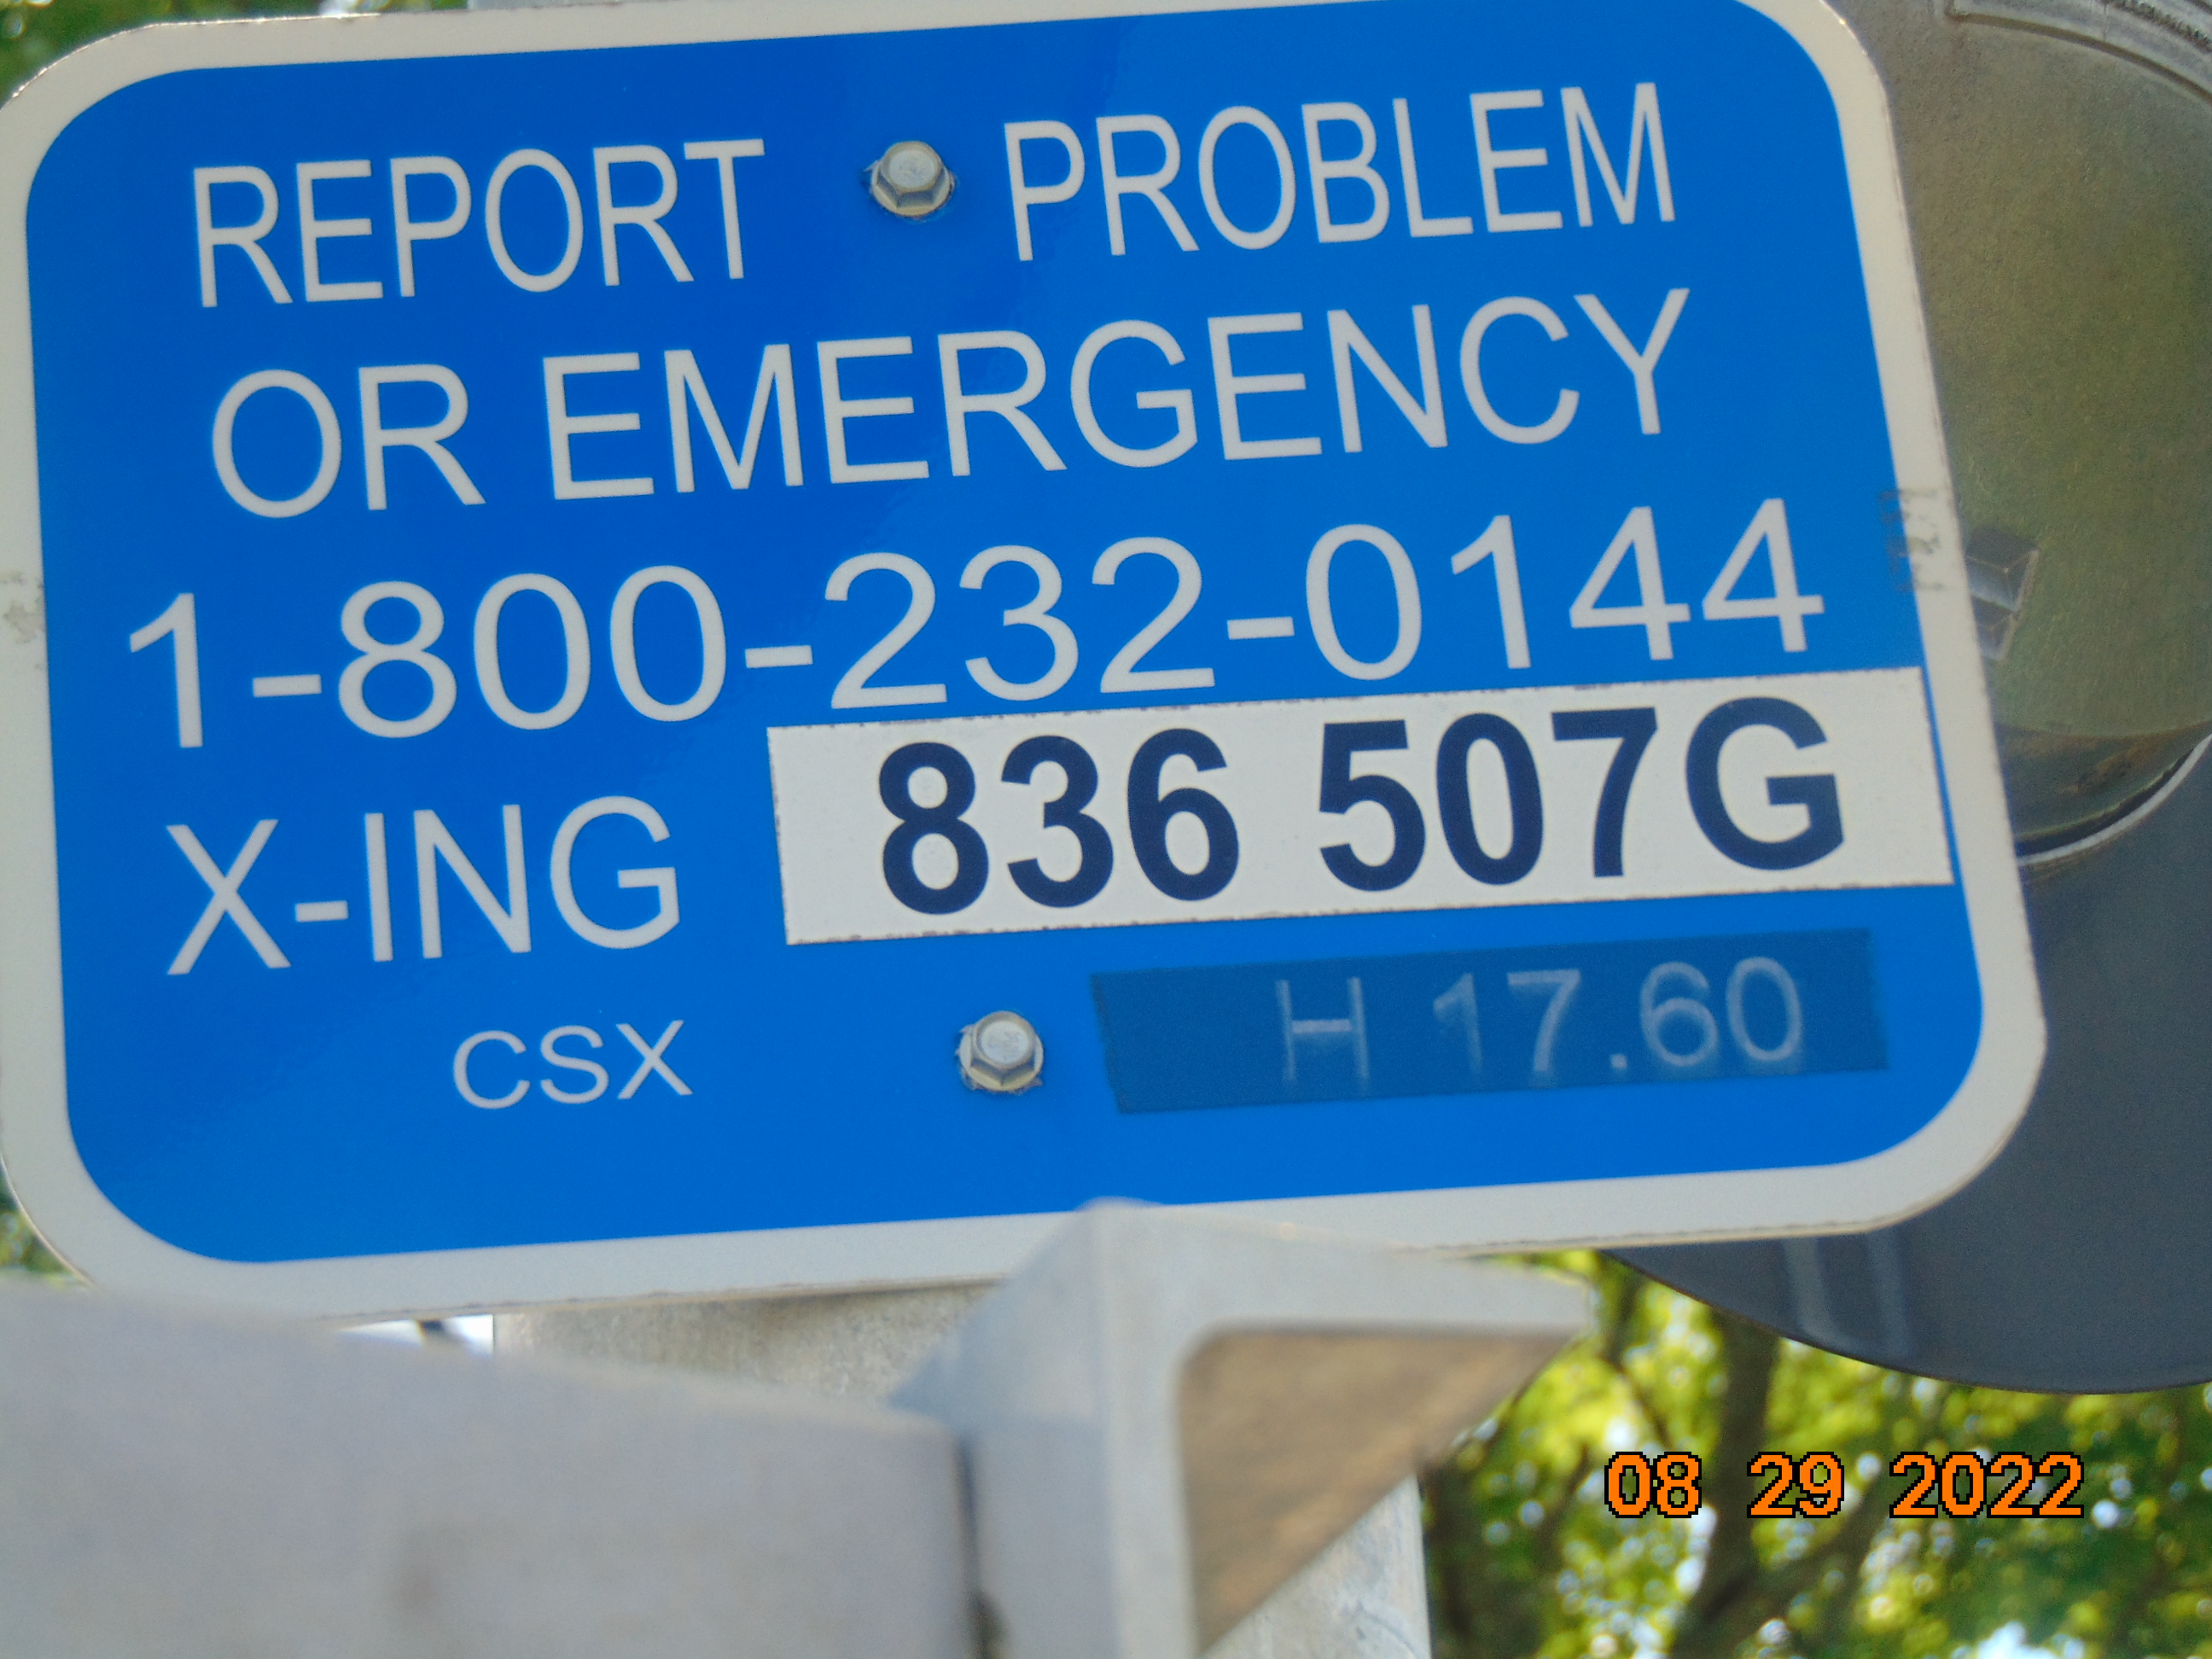 REPORT PROBLEM
OR EMERGENCY
1-800-232-0144
X-ING 836 507G
CSX H 17.60
08 29 2022